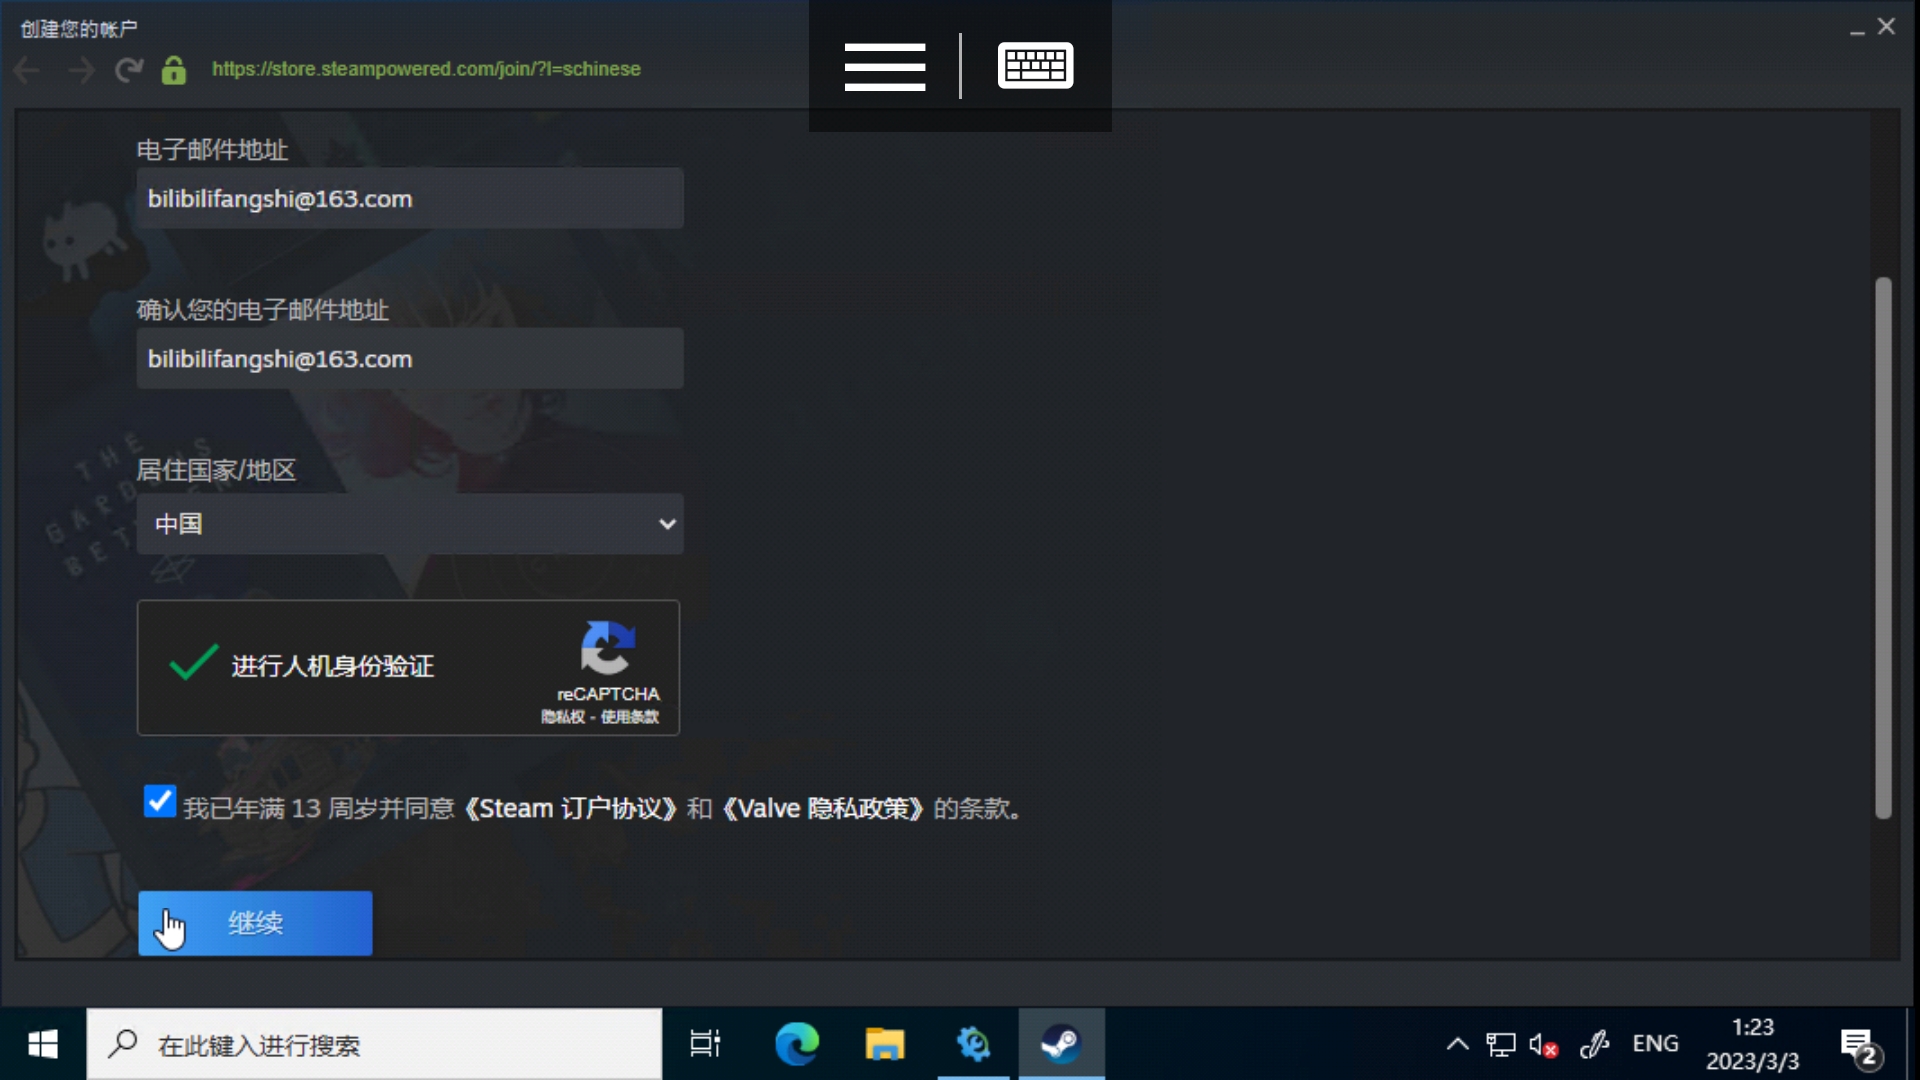 创建您的帐户
https://store.steampowered.com/join/?l=schinese
电子邮件地址
bilibilifangshi@163.com
确认您的电子邮件地址
bilibilifangshi@163.com
THE
GARDENS
BETWEEN
居住国家/地区
中国
进行人机身份验证
reCAPTCHA
隐私权 - 使用条款
我已年满 13 周岁并同意《Steam 订户协议》和《Valve 隐私政策》的条款。
继续
在此键入进行搜索
ENG
1:23
2023/3/3
2